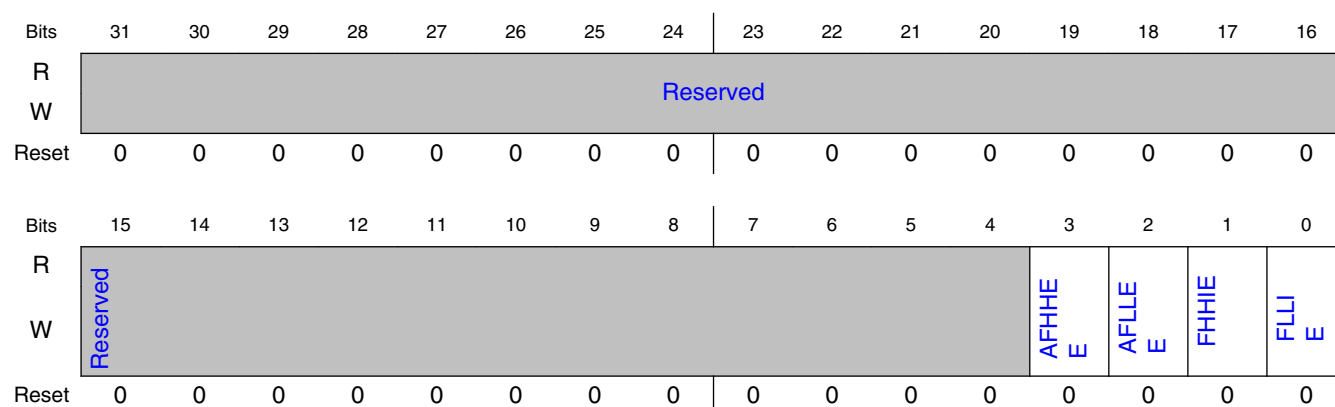 Bits 31 30 29 28 27 26 25 24 23 22 21 20 19 18 17 16
R
Reserved
W
Reset 0 0 0 0 0 0 0 0 0 0 0 0 0 0 0 0
Bits 15 14 13 12 11 10 9 8 7 6 5 4 3 2 1 0
R
W
Reserved
AFHHE
E
AFLLE
E
FHHIE
FLLI
E
Reset 0 0 0 0 0 0 0 0 0 0 0 0 0 0 0 0